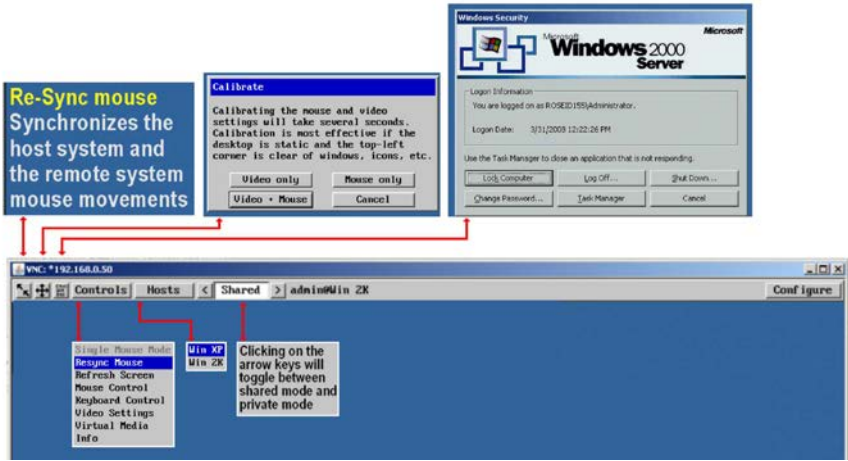 Re-Sync mouse
Synchronizes the
host system and
the remote system
mouse movements
Calibrate
Calibrating the mouse and video
settings will take several seconds.
Calibration is most effective if the
desktop is static and the top-left
corner is clear of windows, icons, etc.
Video only
Mouse only
Video + Mouse
Cancel
Windows Security
Microsoft
Microsoft
Windows 2000
Server
Logon Information
You are logged on as ROSEID155\Administrator.
Logon Date: 3/31/2003 12:22:26 PM
Use the Task Manager to close an application that is not responding.
Lock Computer
Log Off...
Shut Down...
Change Password...
Task Manager
Cancel
VNC: *192.168.0.50
Controls
Hosts
<
Shared
>
admin@Win 2K
Configure
Single Mouse Mode
Resync Mouse
Refresh Screen
Mouse Control
Keyboard Control
Video Settings
Virtual Media
Info
Win XP
Win 2K
Clicking on the
arrow keys will
toggle between
shared mode and
private mode